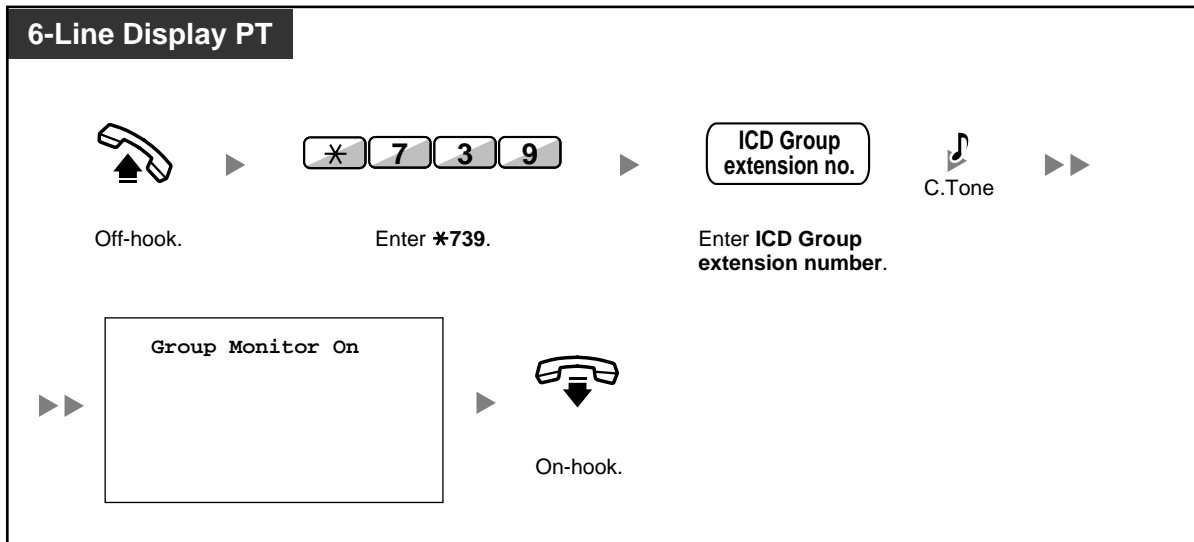 6-Line Display PT
* 7 3 9
ICD Group
extension no.
C.Tone
Off-hook.
Enter *739.
Enter ICD Group
extension number.
Group Monitor On
On-hook.